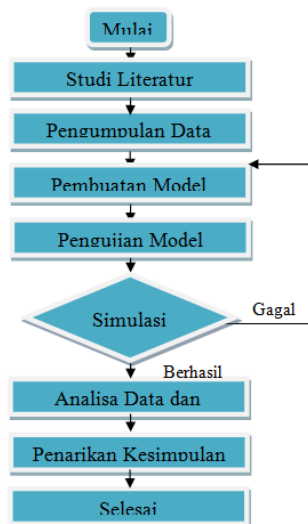 Mulai
Studi Literatur
Pengumpulan Data
Pembuatan Model
Pengujian Model
Simulasi
Gagal
Berhasil
Analisa Data dan
Penarikan Kesimpulan
Selesai